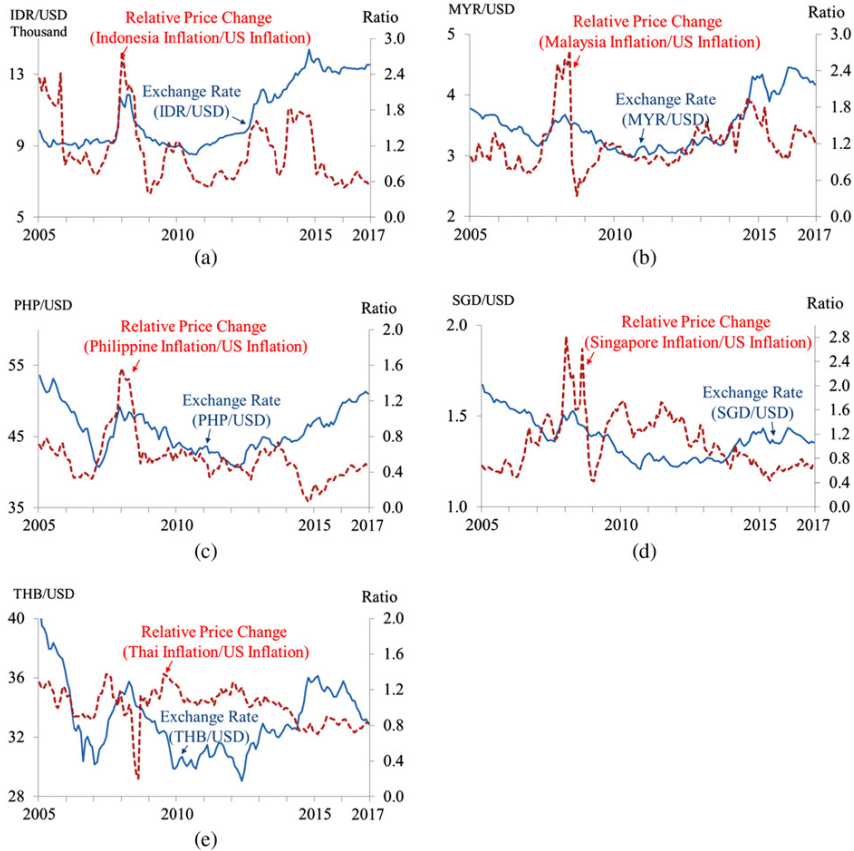 IDR/USD
Thousand
Relative Price Change
(Indonesia Inflation/US Inflation)
Ratio
13
9
5
3.0
2.4
1.8
1.2
0.6
0.0
Exchange Rate
(IDR/USD)
2005
2010
2015
2017
(a)
MYR/USD
Relative Price Change
(Malaysia Inflation/US Inflation)
Ratio
5
4
3
2
3.0
2.4
1.8
1.2
0.6
0.0
Exchange Rate
(MYR/USD)
2005
2010
2015
2017
(b)
PHP/USD
Ratio
Relative Price Change
(Philippine Inflation/US Inflation)
55
45
35
2.0
1.6
1.2
0.8
0.4
0.0
Exchange Rate
(PHP/USD)
2005
2010
2015
2017
(c)
SGD/USD
Ratio
Relative Price Change
(Singapore Inflation/US Inflation)
2.0
1.5
1.0
2.8
2.4
2.0
1.6
1.2
0.8
0.4
0.0
Exchange Rate
(SGD/USD)
2005
2010
2015
2017
(d)
THB/USD
Ratio
Relative Price Change
(Thai Inflation/US Inflation)
40
36
32
28
2.0
1.6
1.2
0.8
0.4
0.0
Exchange Rate
(THB/USD)
2005
2010
2015
2017
(e)